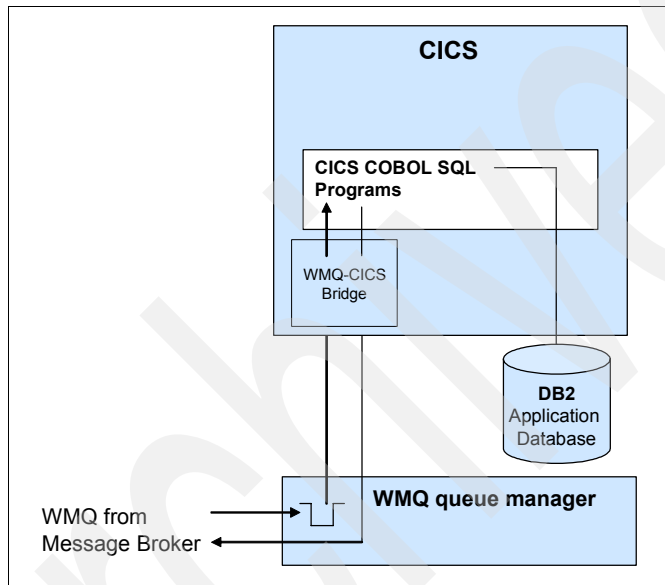 CICS
CICS COBOL SQL
Programs
WMQ-CICS
Bridge
DB2
Application
Database
WMQ queue manager
WMQ from
Message Broker